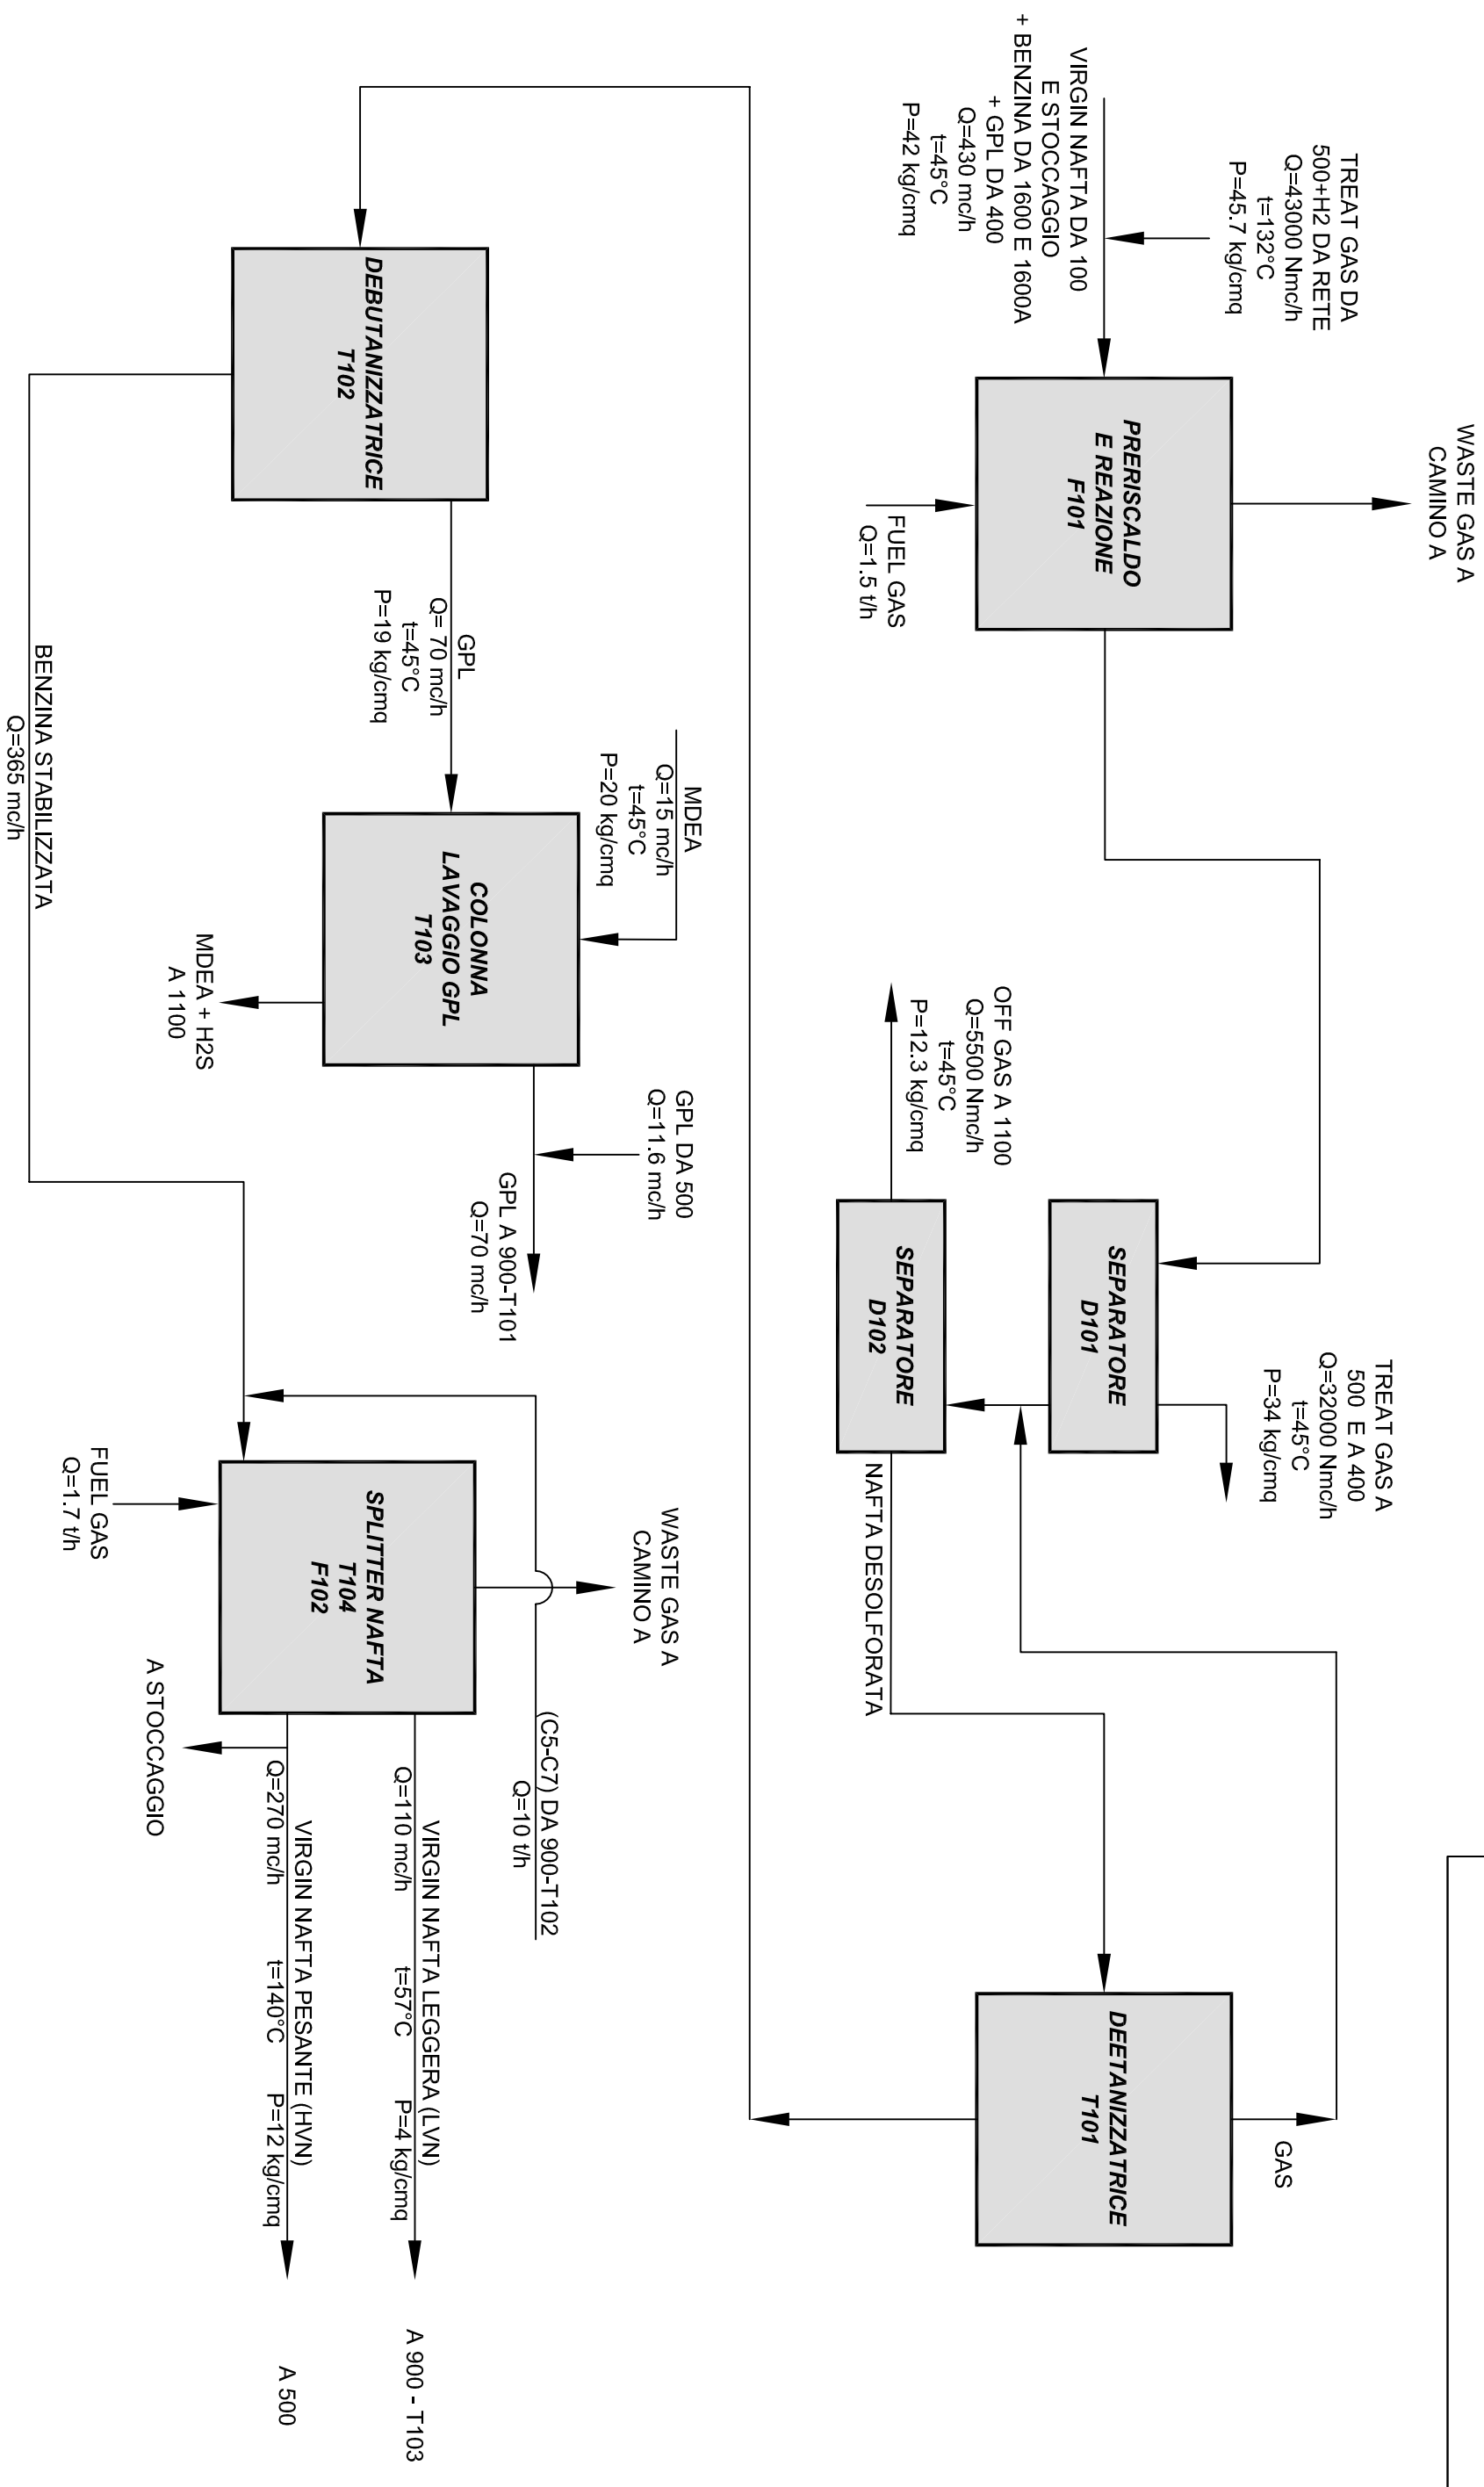 WASTE GAS A
CAMINO A
TREAT GAS DA
500+H2 DA RETE
Q=43000 Nmc/h
t=132°C
P=45.7 kg/cmq
VIRGIN NAFTA DA 100
E STOCCAGGIO
+ BENZINA DA 1600 E 1600A
+ GPL DA 400
Q=430 mc/h
t=45°C
P=42 kg/cmq
PRERISCALDO
E REAZIONE
F101
FUEL GAS
Q=1.5 t/h
TREAT GAS A
500 E A 400
Q=32000 Nmc/h
t=45°C
P=34 kg/cmq
SEPARATORE
D101
SEPARATORE
D102
OFF GAS A 1100
Q=5500 Nmc/h
t=45°C
P=12.3 kg/cmq
NAFTA DESOLFORATA
GAS
DEETANIZZATRICE
T101
DEBUTANIZZATRICE
T102
GPL
Q= 70 mc/h
t=45°C
P=19 kg/cmq
MDEA
Q=15 mc/h
t=45°C
P=20 kg/cmq
COLONNA
LAVAGGIO GPL
T103
MDEA + H2S
A 1100
GPL DA 500
Q=11.6 mc/h
GPL A 900-T101
Q=70 mc/h
WASTE GAS A
CAMINO A
(C5-C7) DA 900-T102
Q=10 t/h
SPLITTER NAFTA
T104
F102
VIRGIN NAFTA LEGGERA (LVN)
Q=110 mc/h t=57°C P=4 kg/cmq
A 900 - T103
VIRGIN NAFTA PESANTE (HVN)
Q=270 mc/h t=140°C P=12 kg/cmq
A 500
A STOCCAGGIO
FUEL GAS
Q=1.7 t/h
BENZINA STABILIZZATA
Q=365 mc/h